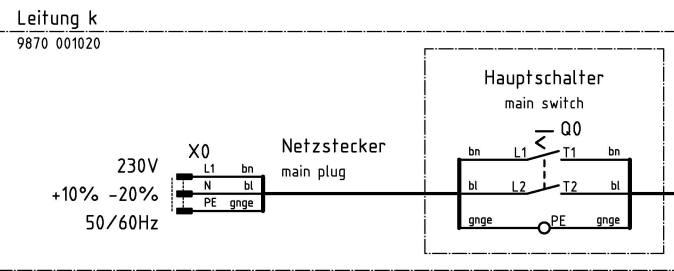 Leitung k
9870 001020
Hauptschalter
main switch
Q0
X0
Netzstecker
main plug
230V
+10% -20%
50/60Hz
L1 bn
N bl
PE gnge
bn L1 T1 bn
bl L2 T2 bl
gnge PE gnge